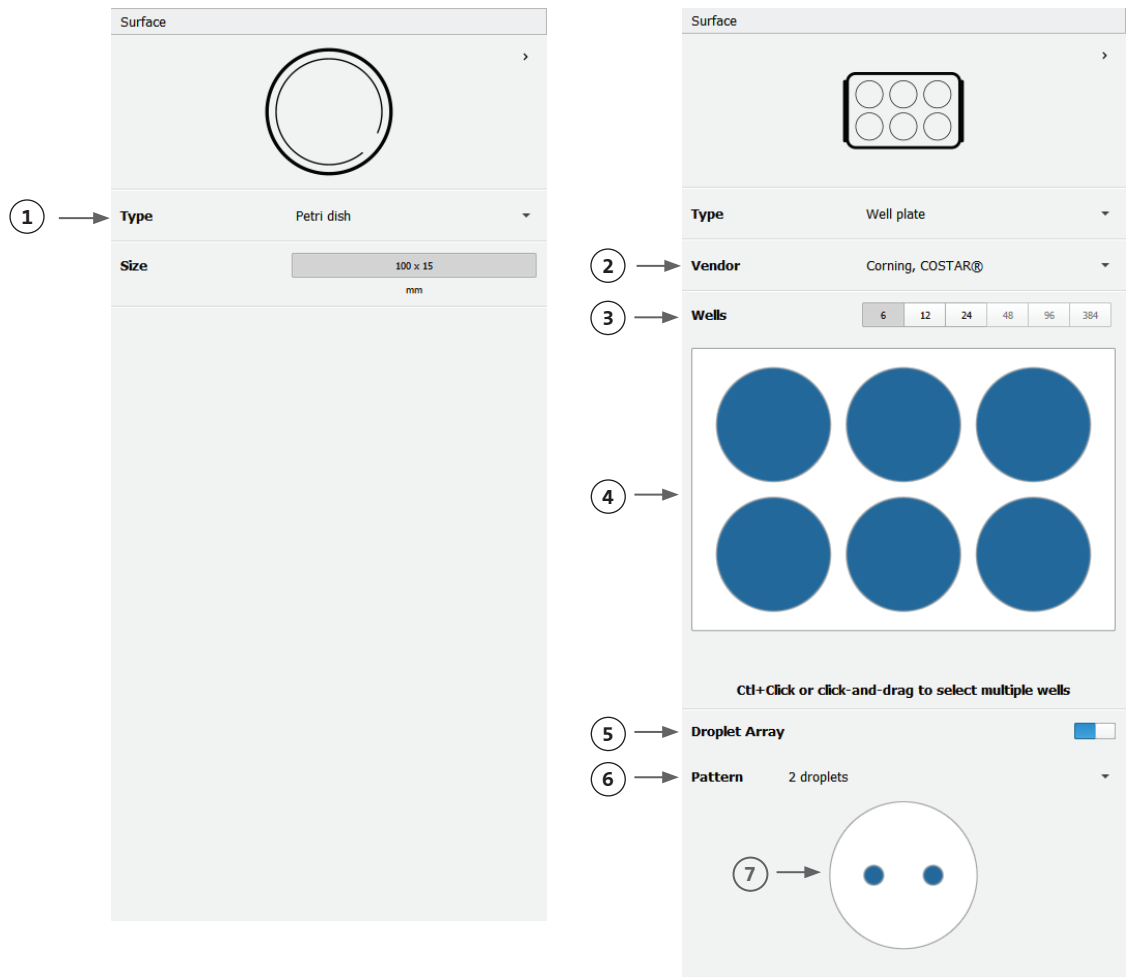 Surface
1
Type
Petri dish
Size
100 x 15
mm
Surface
Type
Well plate
2
Vendor
Corning, COSTAR®
3
Wells
6 12 24 48 96 384
4
Ctl+Click or click-and-drag to select multiple wells
5
Droplet Array
6
Pattern
2 droplets
7